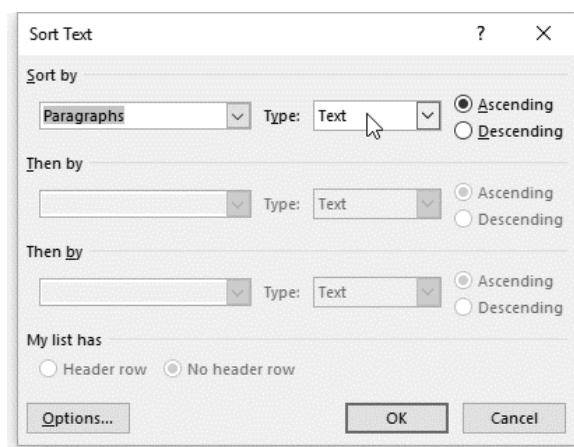 Sort Text ?
Sort by
Paragraphs Type: Text Ascending
Descending
Then by
Type: Text Ascending
Descending
Then by
Type: Text Ascending
Descending
My list has
Header row No header row
Options... OK Cancel